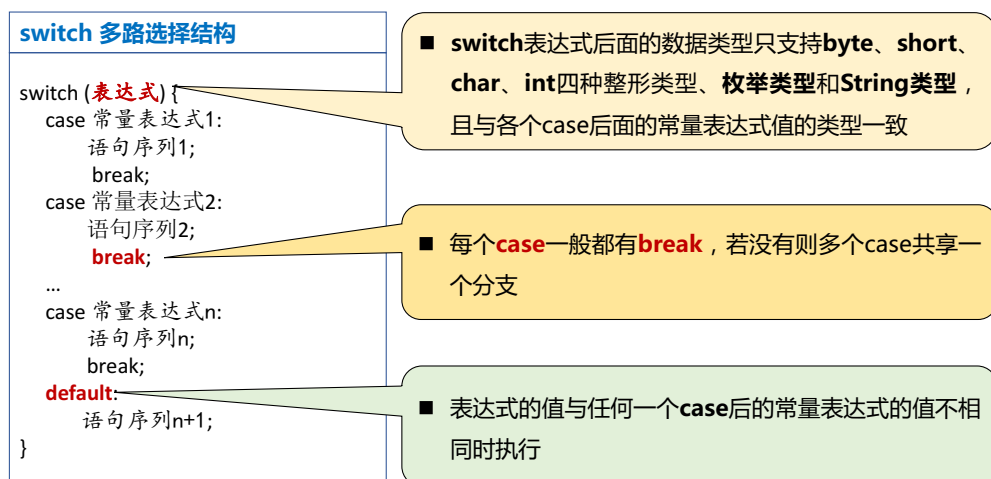 switch 多路选择结构
switch (表达式) {
case 常量表达式1:
语句序列1;
break;
case 常量表达式2:
语句序列2;
break;
...
case 常量表达式n:
语句序列n;
break;
default:
语句序列n+1;
}
■ switch表达式后面的数据类型只支持byte、short、
char、int四种整形类型、枚举类型和String类型，
且与各个case后面的常量表达式值的类型一致
■ 每个case一般都有break，若没有则多个case共享一
个分支
■ 表达式的值与任何一个case后的常量表达式的值不相
同时执行